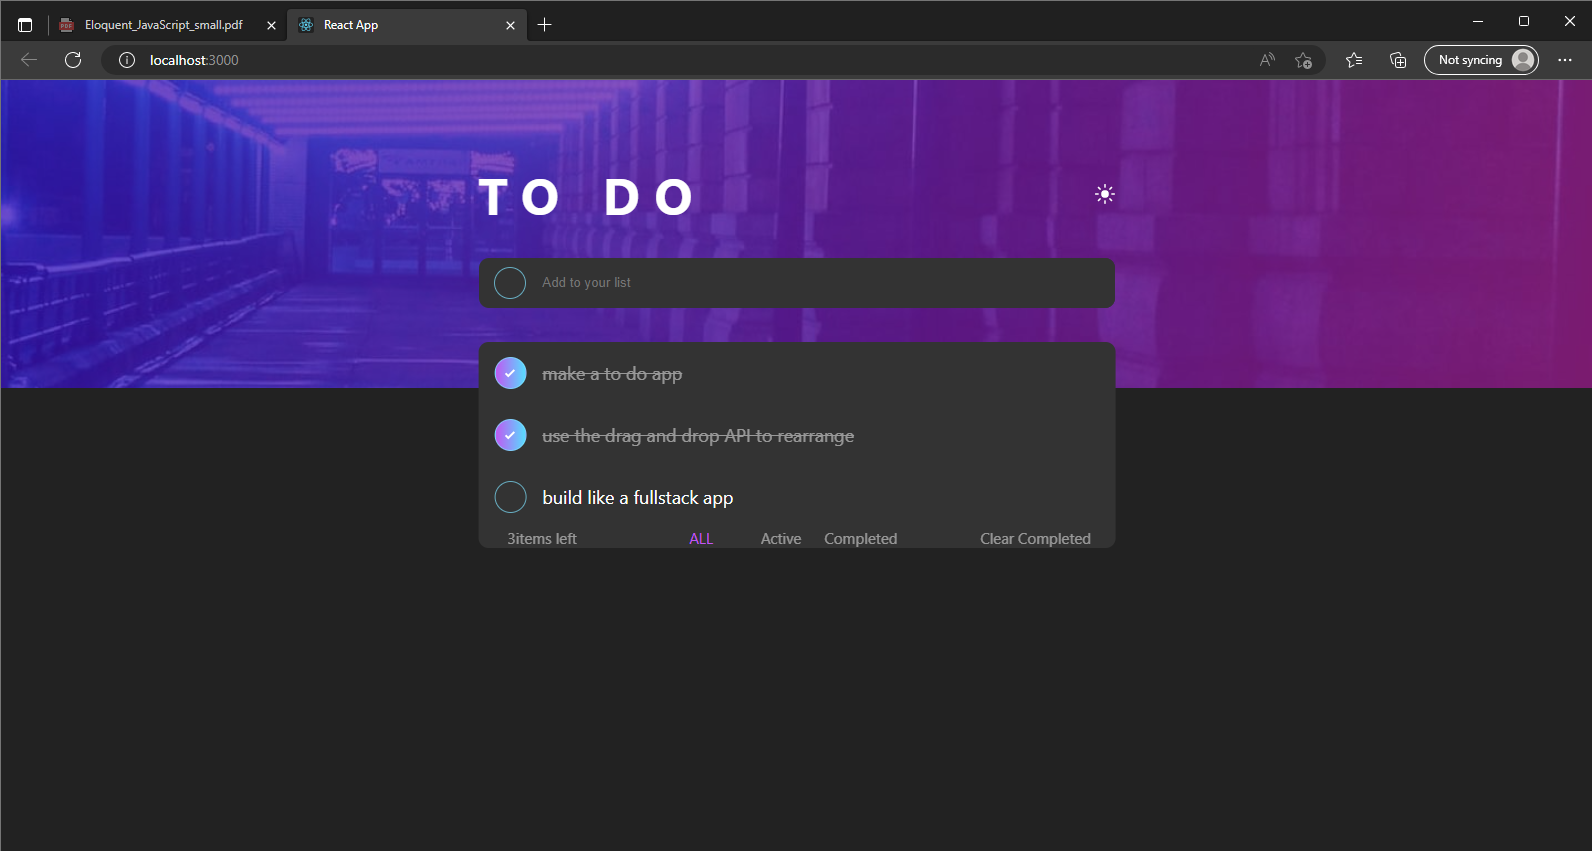 Eloquent_JavaScript_small.pdf
React App
localhost:3000
Not syncing
TO DO
Add to your list
make a to do app
use the drag and drop API to rearrange
build like a fullstack app
3items left ALL Active Completed Clear Completed